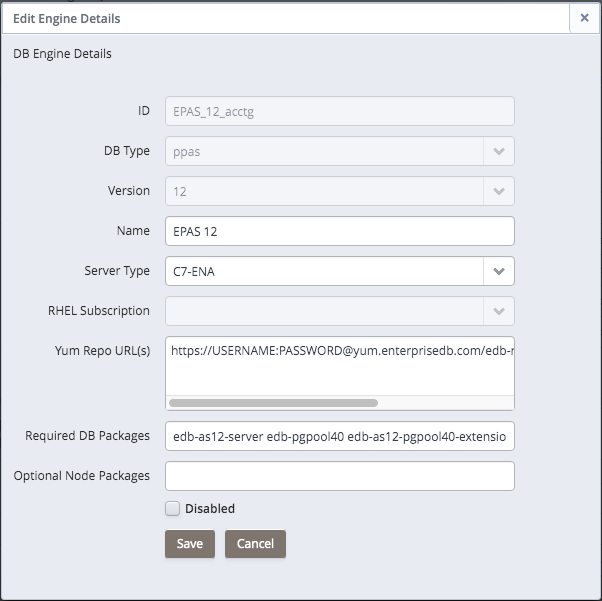 Edit Engine Details
DB Engine Details
ID EPAS_12_acctg
DB Type ppas
Version 12
Name EPAS 12
Server Type C7-ENA
RHEL Subscription
Yum Repo URL(s) https://USERNAME:PASSWORD@yum.enterprisedb.com/edb-r
Required DB Packages edb-as12-server edb-pgpool40 edb-as12-pgpool40-extensio
Optional Node Packages
Disabled
Save Cancel